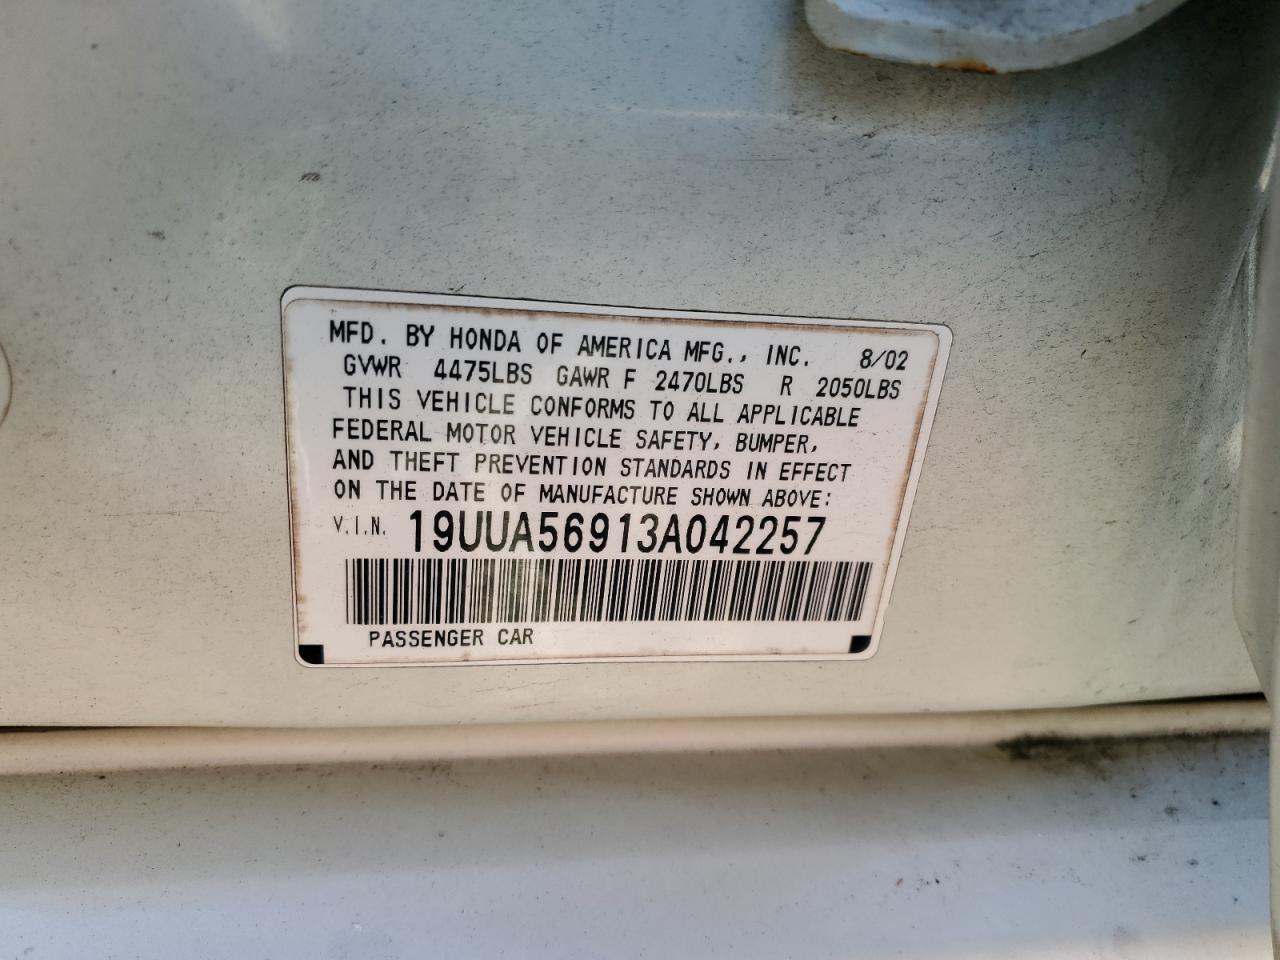 MFD. BY HONDA OF AMERICA MFG., INC. 8/02
GVWR 4475LBS GAWR F 2470LBS R 2050LBS
THIS VEHICLE CONFORMS TO ALL APPLICABLE
FEDERAL MOTOR VEHICLE SAFETY, BUMPER,
AND THEFT PREVENTION STANDARDS IN EFFECT
ON THE DATE OF MANUFACTURE SHOWN ABOVE:
V.I.N. 19UUA56913A042257
PASSENGER CAR